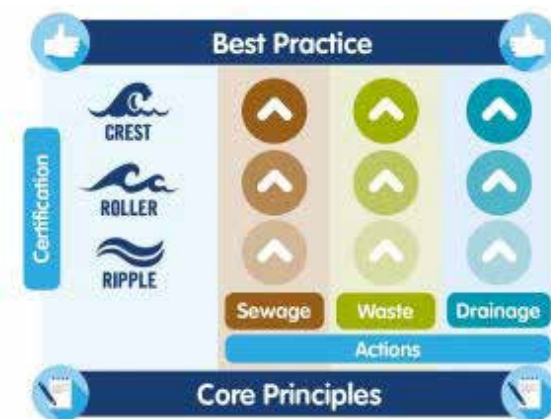 Best Practice
Certification
CREST
ROLLER
RIPPLE
Sewage Waste Drainage
Actions
Core Principles